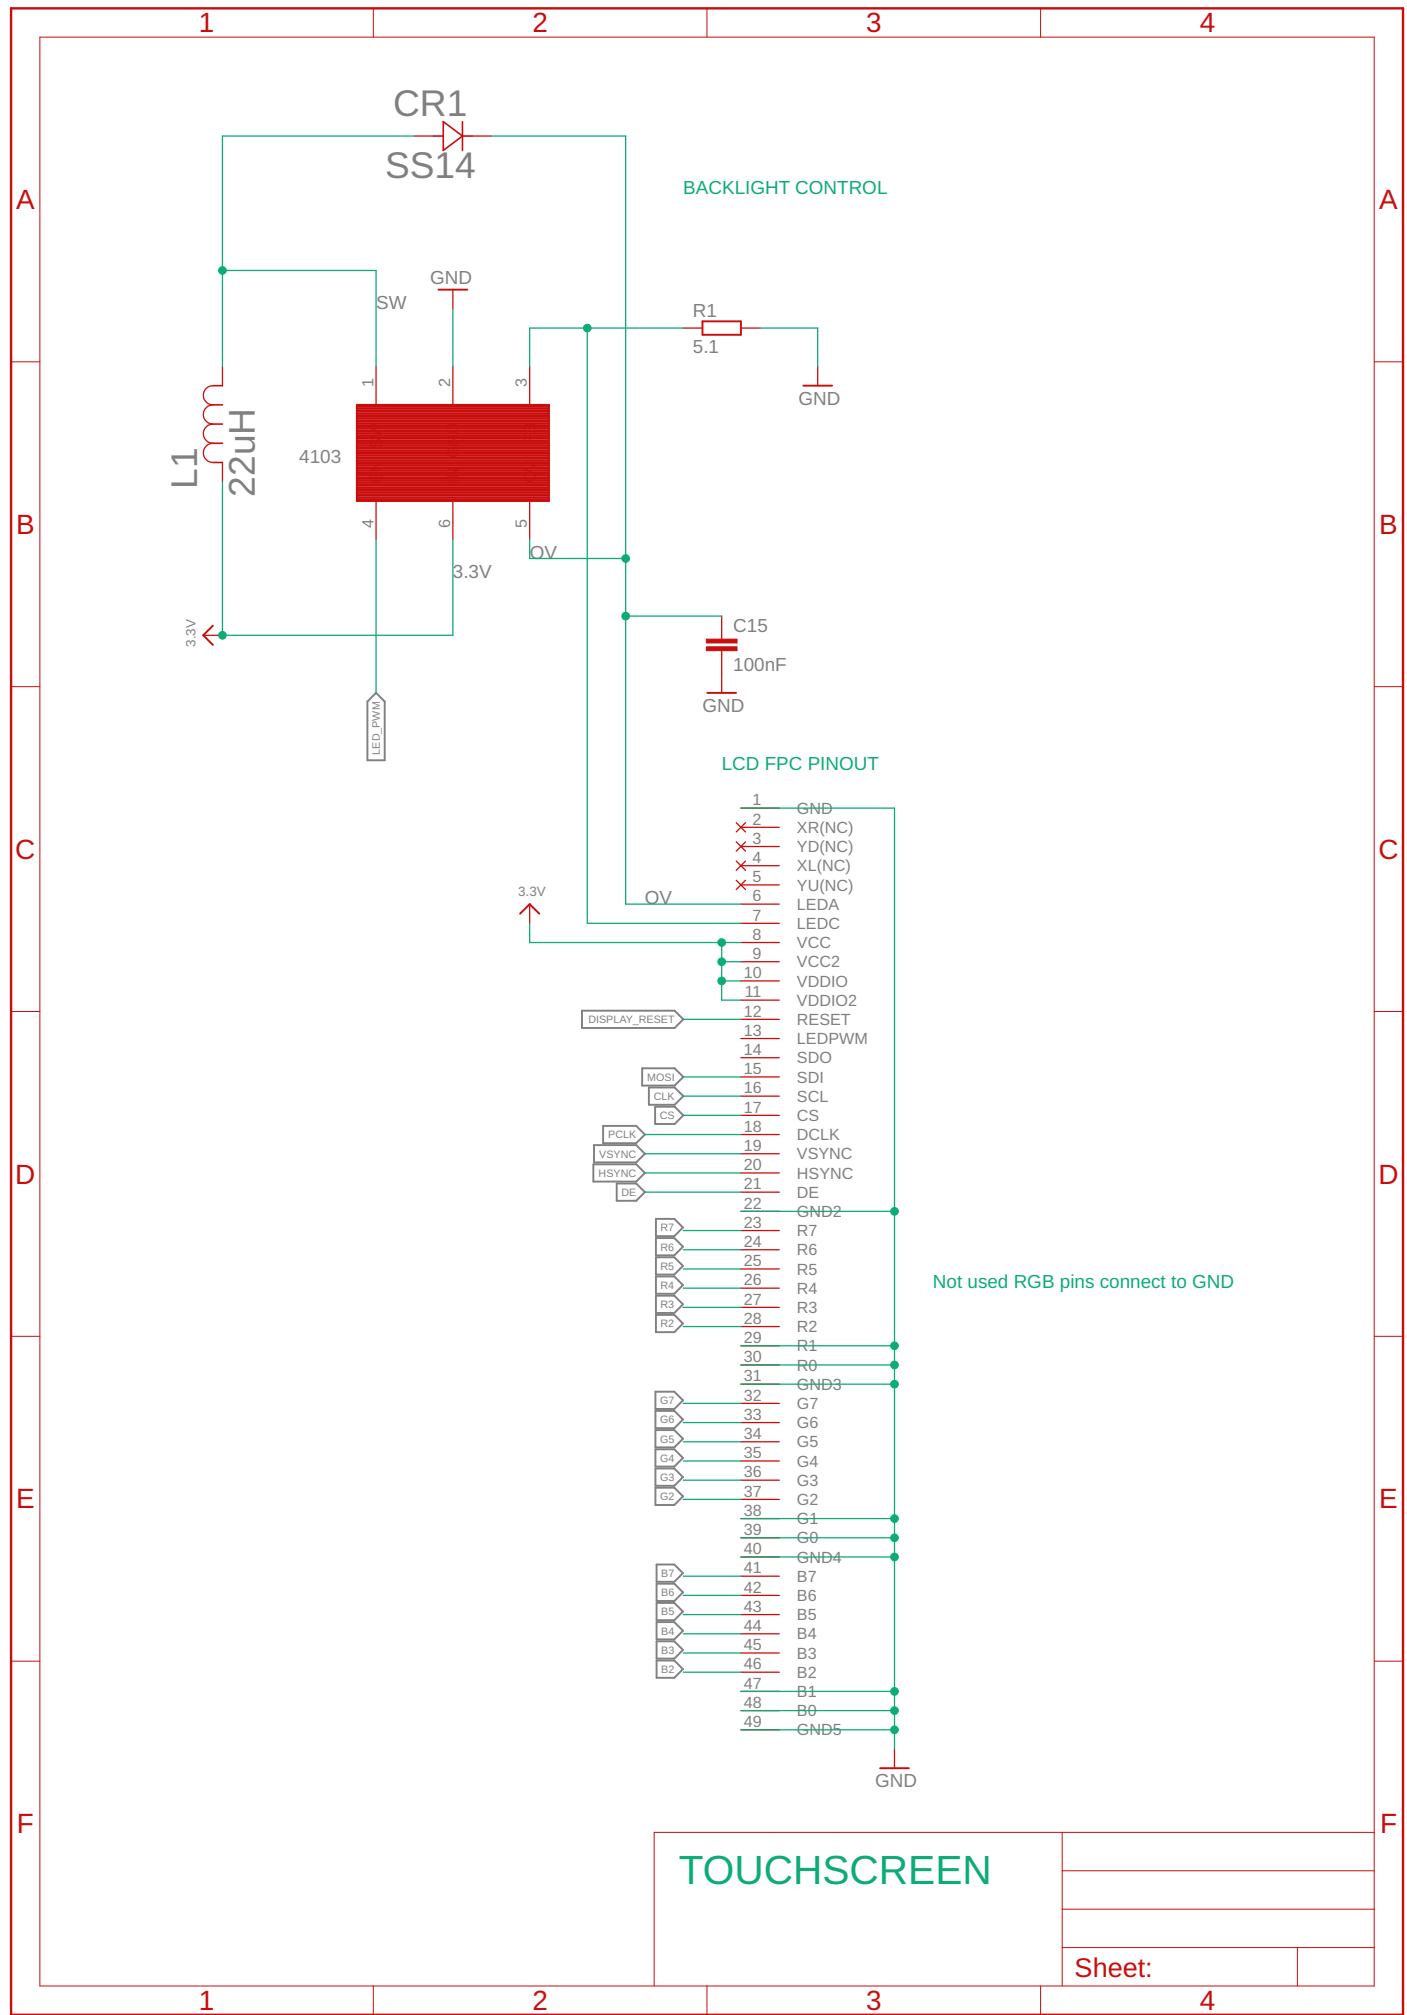 1 2 3 4
CR1
SS14
A A
BACKLIGHT CONTROL
GND
SW
R1
5.1
GND
1 2 3
L1
22uH
4103
B B
4 6 5
OV
3.3V
3.3V
C15
100nF
GND
LED_PWM
LCD FPC PINOUT
1 GND
2 XR(NC)
3 YD(NC)
C C
4 XL(NC)
5 YU(NC)
3.3V
OV
6 LEDA
7 LEDC
8 VCC
9 VCC2
10 VDDIO
11 VDDIO2
DISPLAY_RESET 12 RESET
13 LEDPWM
14 SDO
MOSI 15 SDI
CLK 16 SCL
CS 17 CS
PCLK 18 DCLK
VSYNC 19 VSYNC
D D
HSYNC 20 HSYNC
DE 21 DE
22 GND2
R7 23 R7
R6 24 R6
R5 25 R5
Not used RGB pins connect to GND
R4 26 R4
R3 27 R3
R2 28 R2
29 R1
30 R0
31 GND3
G7 32 G7
G6 33 G6
G5 34 G5
G4 35 G4
G3 36 G3
G2 37 G2
E E
38 G1
39 G0
40 GND4
B7 41 B7
B6 42 B6
B5 43 B5
B4 44 B4
B3 45 B3
B2 46 B2
47 B1
48 B0
49 GND5
GND
F F
TOUCHSCREEN
Sheet:
1 2 3 4